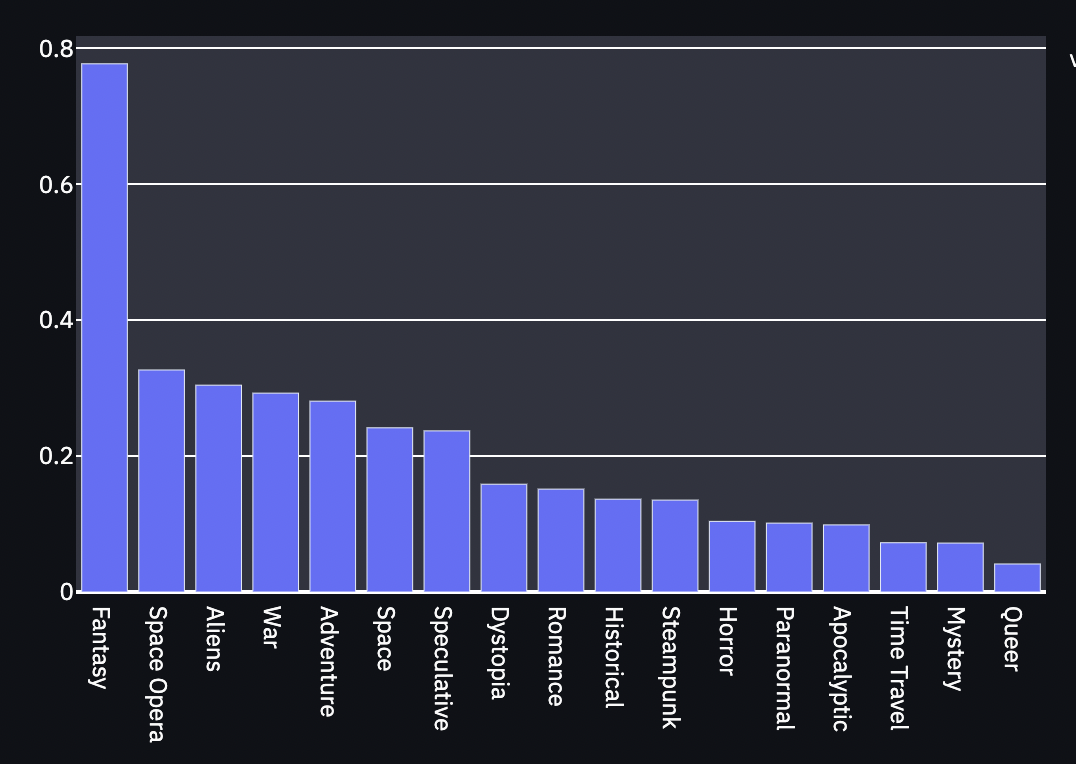 0.8
0.6
0.4
0.2
0
Fantasy
Space Opera
Aliens
War
Adventure
Space
Speculative
Dystopia
Romance
Historical
Steampunk
Horror
Paranormal
Apocalyptic
Time Travel
Mystery
Queer